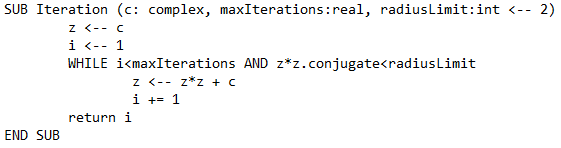 SUB Iteration (c: complex, maxIterations:real, radiusLimit:int <-- 2)
z <-- c
i <-- 1
WHILE i<maxIterations AND z*z.conjugate<radiusLimit
z <-- z*z + c
i += 1
return i
END SUB